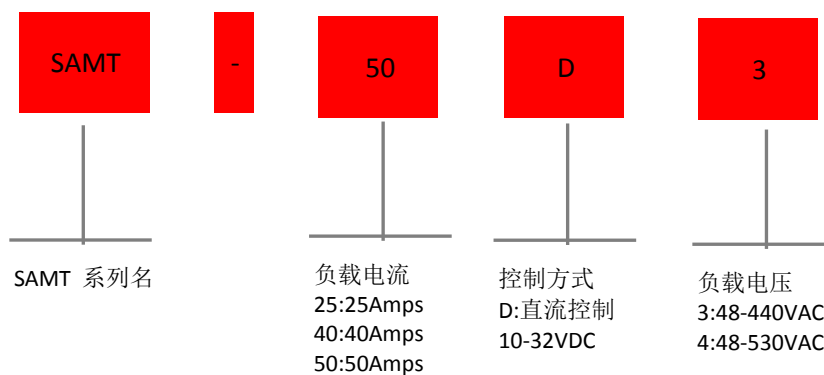 SAMT - 50 D 3
SAMT 系列名
负载电流
25:25Amps
40:40Amps
50:50Amps
控制方式
D:直流控制
10-32VDC
负载电压
3:48-440VAC
4:48-530VAC